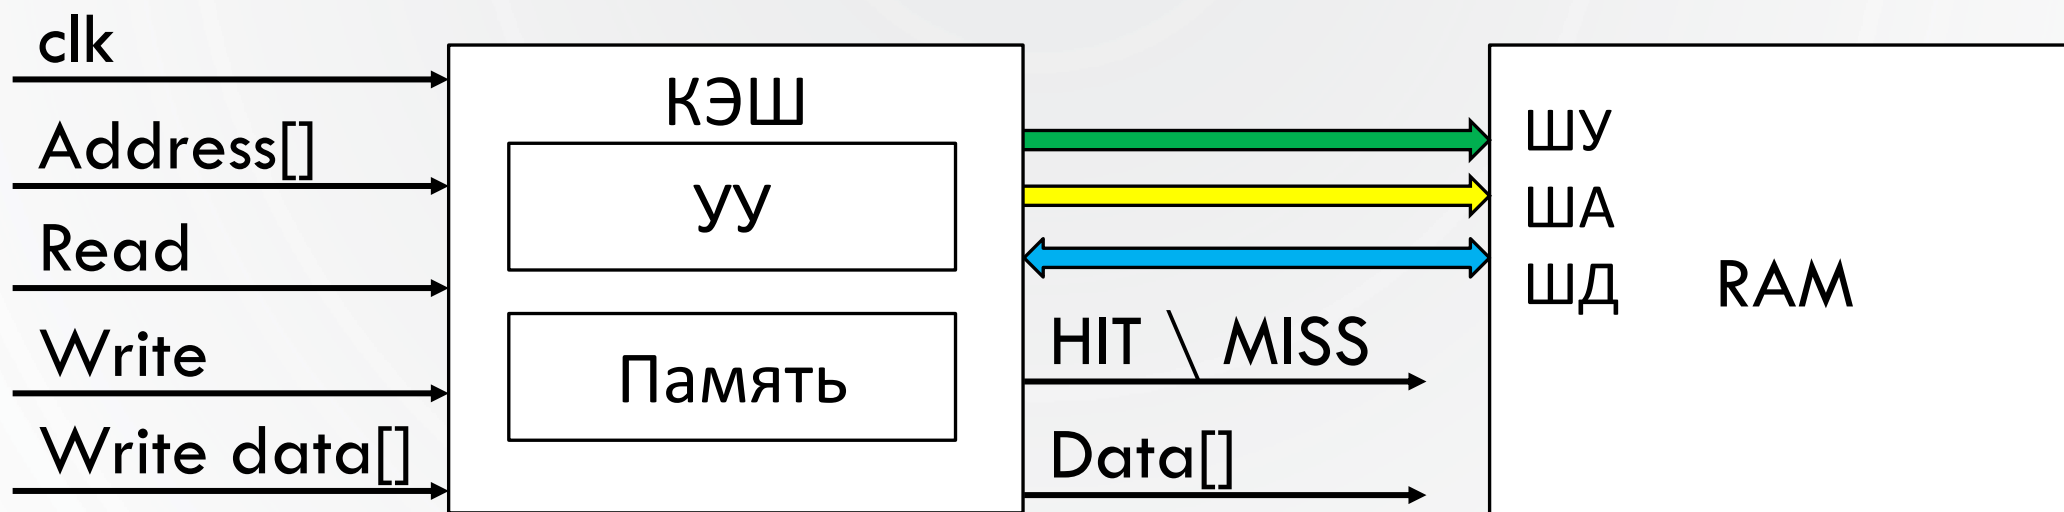 clk
Address[]
Read
Write
Write data[]
КЭШ
УУ
Память
HIT \ MISS
Data[]
ШУ
ША
ШД
RAM